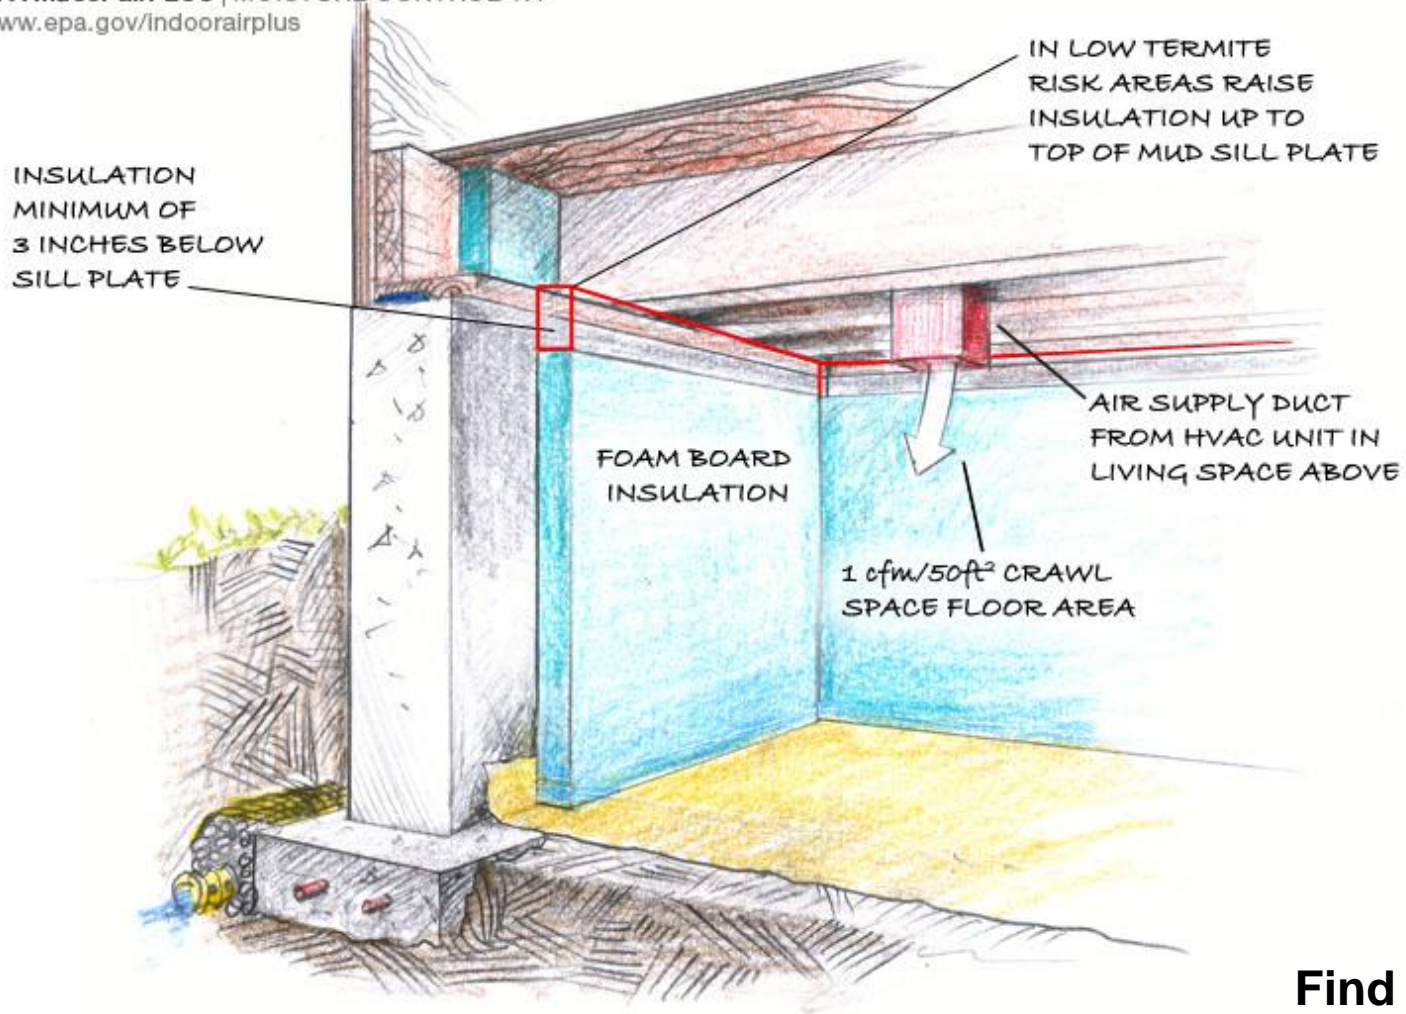 www.epa.gov/indoorairplus
IN LOW TERMITE
RISK AREAS RAISE
INSULATION UP TO
TOP OF MUD SILL PLATE
INSULATION
MINIMUM OF
3 INCHES BELOW
SILL PLATE
AIR SUPPLY DUCT
FROM HVAC UNIT IN
LIVING SPACE ABOVE
FOAM BOARD
INSULATION
1 cfm/50ft² CRAWL
SPACE FLOOR AREA
Find